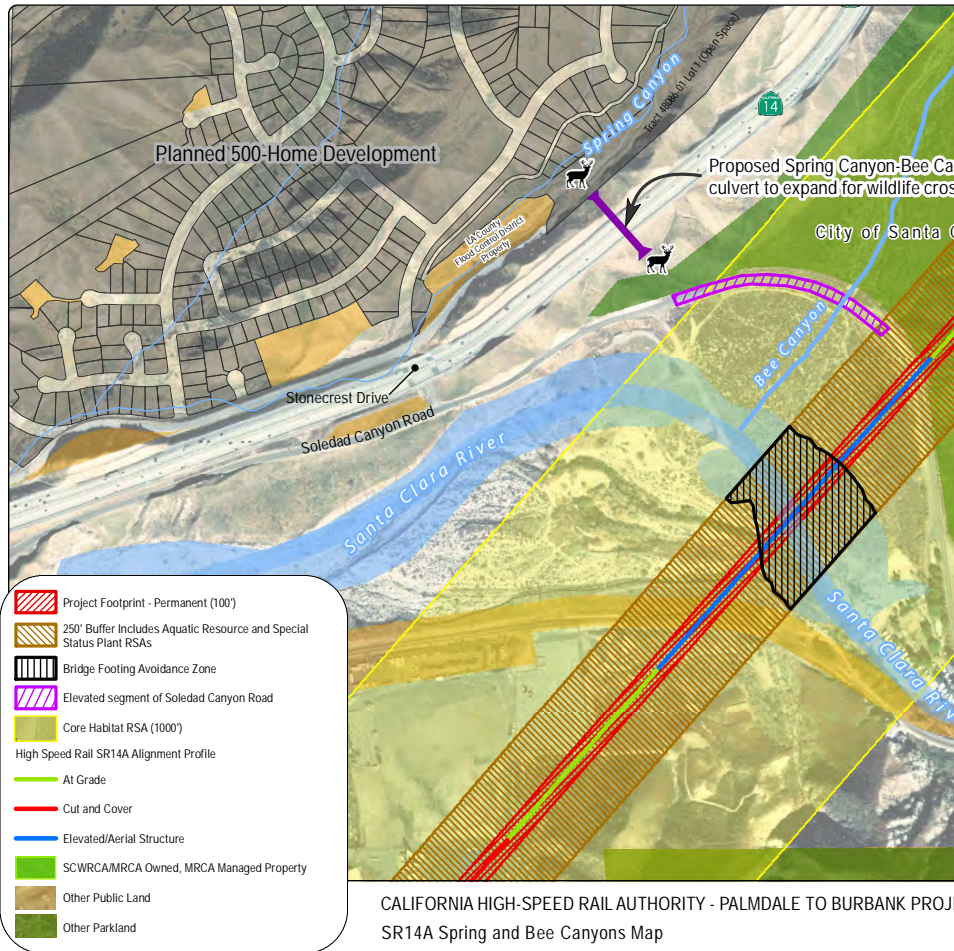 14
Tract 48086-01 Lot 1 (Open Space)
Spring Canyon
Planned 500-Home Development
Proposed Spring Canyon-Bee Ca
culvert to expand for wildlife cros
LA County
Flood Control District
Property
City of Santa C
Bee Canyon
Stonecrest Drive
Soledad Canyon Road
Santa Clara River
Santa Clara Riv
Project Footprint - Permanent (100')
250' Buffer Includes Aquatic Resource and Special
Status Plant RSAs
Bridge Footing Avoidance Zone
Elevated segment of Soledad Canyon Road
Core Habitat RSA (1000')
High Speed Rail SR14A Alignment Profile
At Grade
Cut and Cover
Elevated/Aerial Structure
SCWRCA/MRCA Owned, MRCA Managed Property
Other Public Land
Other Parkland
CALIFORNIA HIGH-SPEED RAIL AUTHORITY - PALMDALE TO BURBANK PROJE
SR14A Spring and Bee Canyons Map